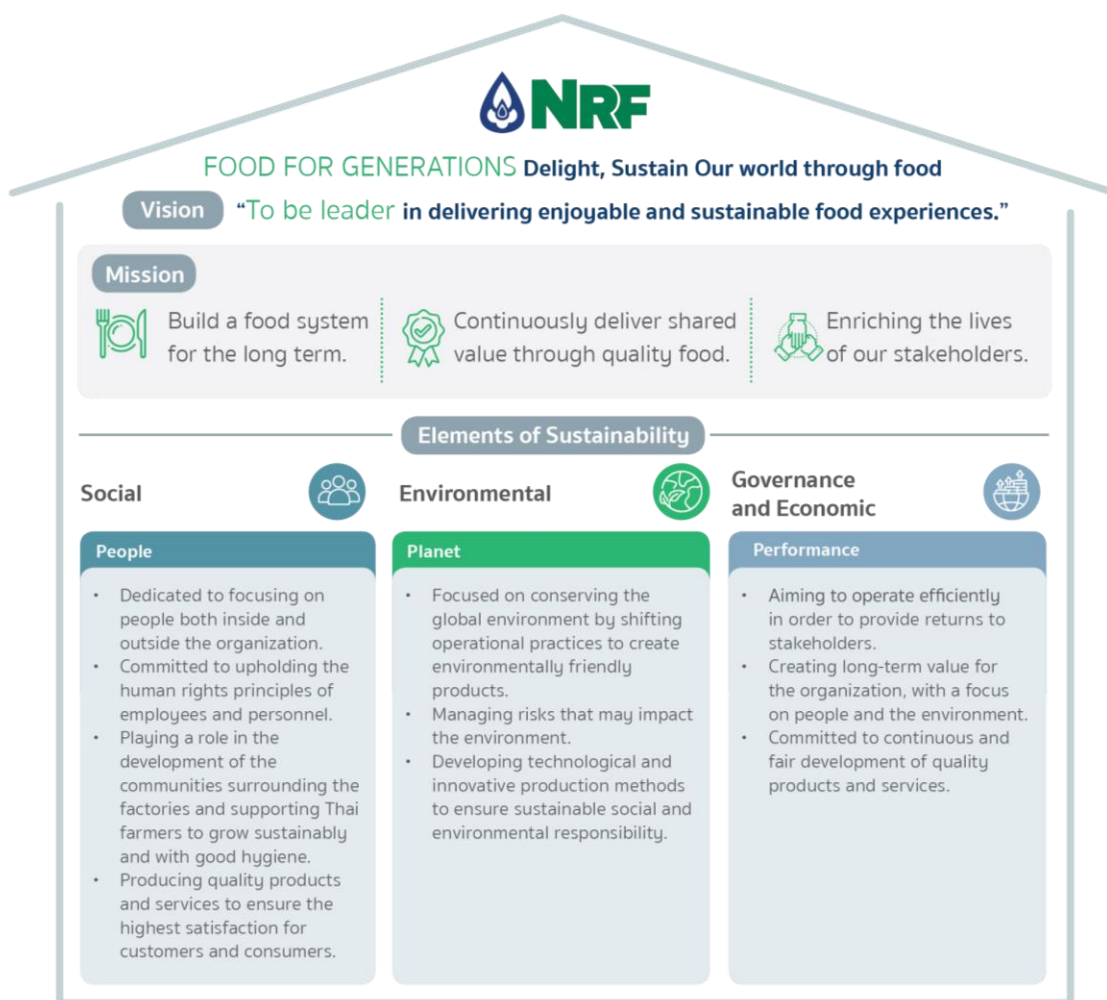 NRF
FOOD FOR GENERATIONS Delight, Sustain Our world through food
Vision "To be leader in delivering enjoyable and sustainable food experiences."
Mission
Build a food system
for the long term.
Continuously deliver shared
value through quality food.
Enriching the lives
of our stakeholders.
Elements of Sustainability
Social
People
• Dedicated to focusing on
people both inside and
outside the organization.
• Committed to upholding the
human rights principles of
employees and personnel.
• Playing a role in the
development of the
communities surrounding the
factories and supporting Thai
farmers to grow sustainably
and with good hygiene.
• Producing quality products
and services to ensure the
highest satisfaction for
customers and consumers.
Environmental
Planet
• Focused on conserving the
global environment by shifting
operational practices to create
environmentally friendly
products.
• Managing risks that may impact
the environment.
• Developing technological and
innovative production methods
to ensure sustainable social and
environmental responsibility.
Governance
and Economic
Performance
• Aiming to operate efficiently
in order to provide returns to
stakeholders.
• Creating long-term value for
the organization, with a focus
on people and the environment.
• Committed to continuous and
fair development of quality
products and services.